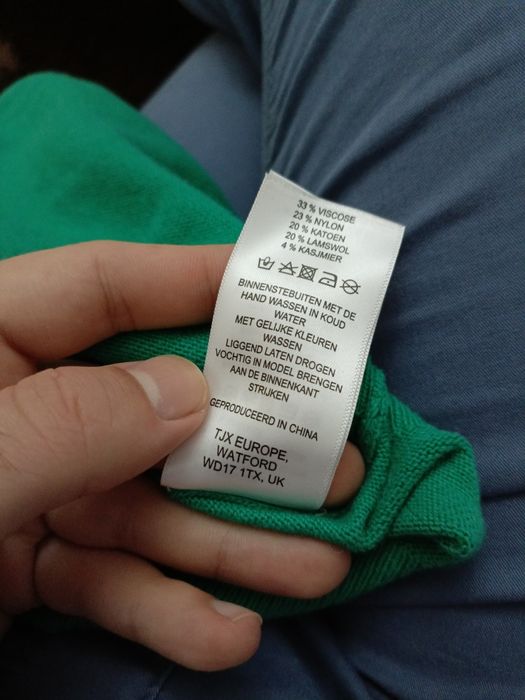 33 % VISCOSE
23 % NYLON
20 % KATOEN
20 % LAMSWOL
4 % KASJMIER
BINNENSTEBUITEN MET DE
HAND WASSEN IN KOUD
WATER
MET GELIJKE KLEUREN
WASSEN
LIGGEND LATEN DROGEN
VOCHTIG IN MODEL BRENGEN
AAN DE BINNENKANT
STRIJKEN
GEPRODUCEERD IN CHINA
TJX EUROPE,
WATFORD
WD17 1TX, UK